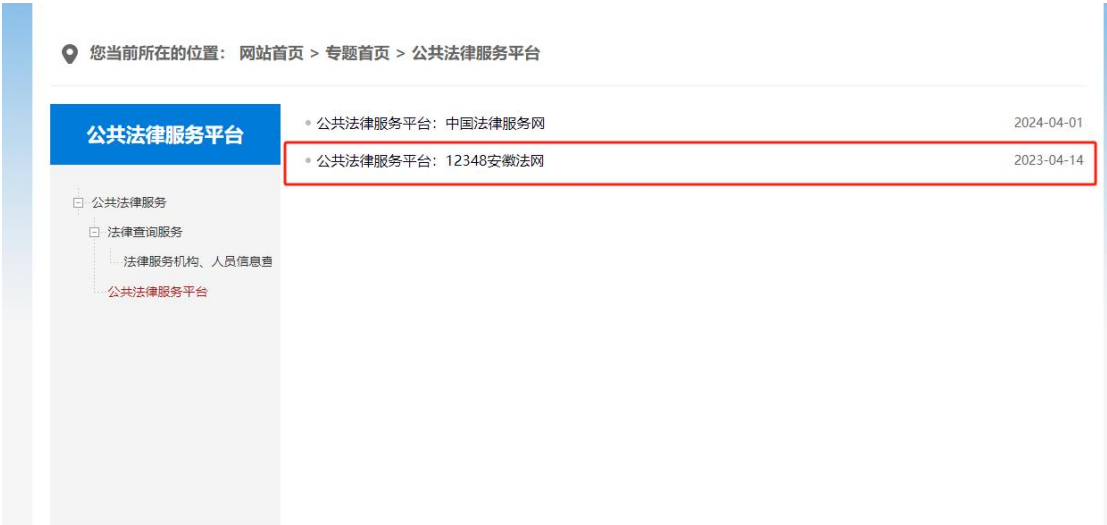 您当前所在的位置： 网站首页 > 专题首页 > 公共法律服务平台
公共法律服务平台
公共法律服务
法律查询服务
法律服务机构、人员信息查
公共法律服务平台
公共法律服务平台：中国法律服务网 2024-04-01
公共法律服务平台：12348安徽法网 2023-04-14